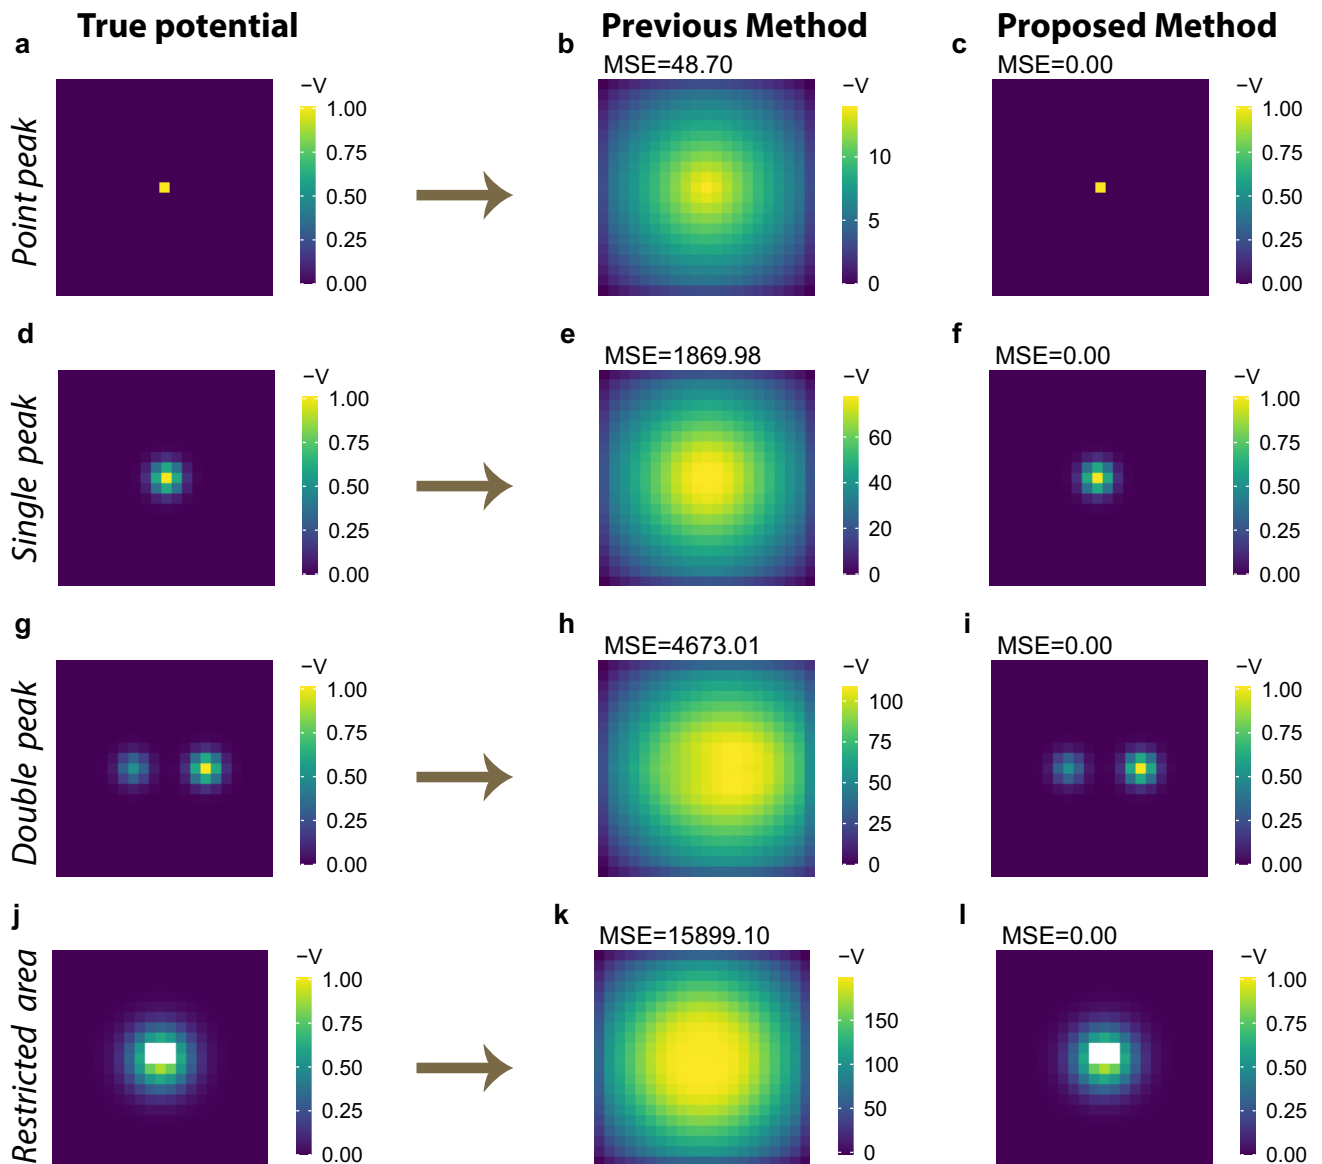 True potential
Previous Method
Proposed Method
a
b
c
MSE=48.70
MSE=0.00
Point peak
−V
1.00
0.75
0.50
0.25
0.00
−V
10
5
0
−V
1.00
0.75
0.50
0.25
0.00
d
e
f
MSE=1869.98
MSE=0.00
Single peak
−V
1.00
0.75
0.50
0.25
0.00
−V
60
40
20
0
−V
1.00
0.75
0.50
0.25
0.00
g
h
i
MSE=4673.01
MSE=0.00
Double peak
−V
1.00
0.75
0.50
0.25
0.00
−V
100
75
50
25
0
−V
1.00
0.75
0.50
0.25
0.00
j
k
l
MSE=15899.10
MSE=0.00
Restricted area
−V
1.00
0.75
0.50
0.25
0.00
−V
150
100
50
0
−V
1.00
0.75
0.50
0.25
0.00